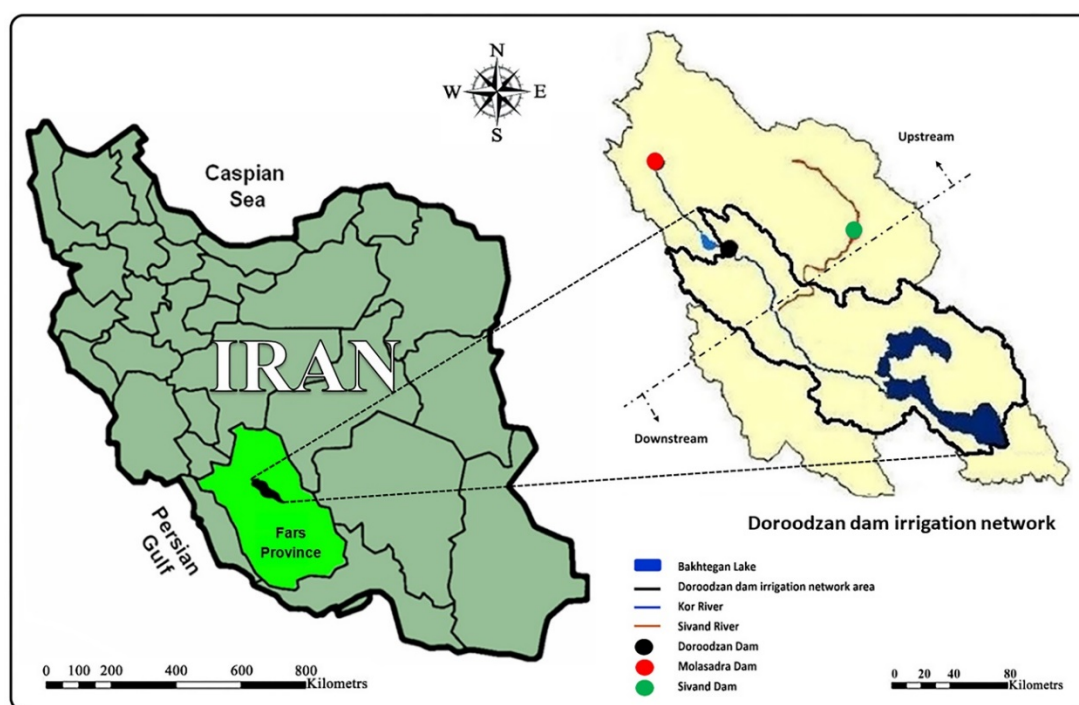 N
W
E
S
Caspian
Sea
IRAN
Persian
Gulf
Fars
Province
0 100 200 400 600 800
Kilometrs
Upstream
Downstream
Doroodzan dam irrigation network
Bakhtegan Lake
Doroodzan dam irrigation network area
Kor River
Sivand River
Doroodzan Dam
Molasadra Dam
Sivand Dam
0 20 40 80
Kilometrs